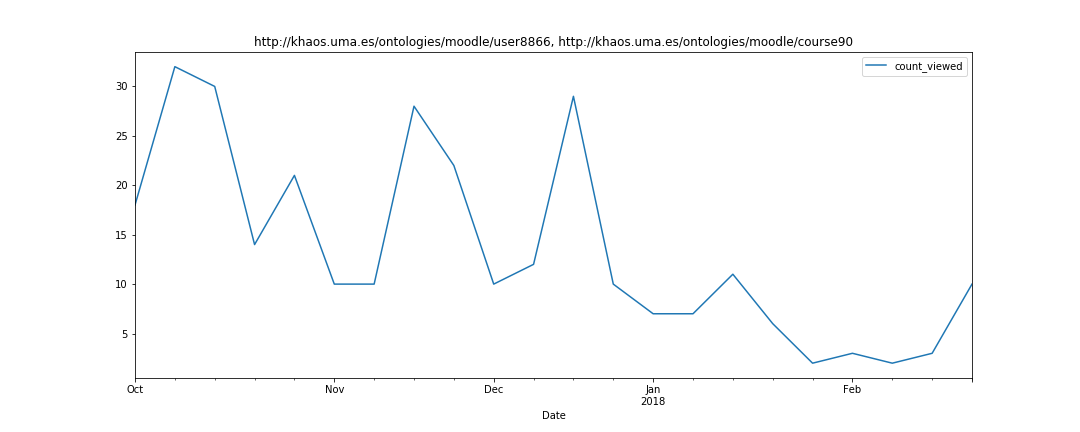 http://khaos.uma.es/ontologies/moodle/user8866, http://khaos.uma.es/ontologies/moodle/course90
count_viewed
30
25
20
15
10
5
Oct Nov Dec Jan Feb
2018
Date